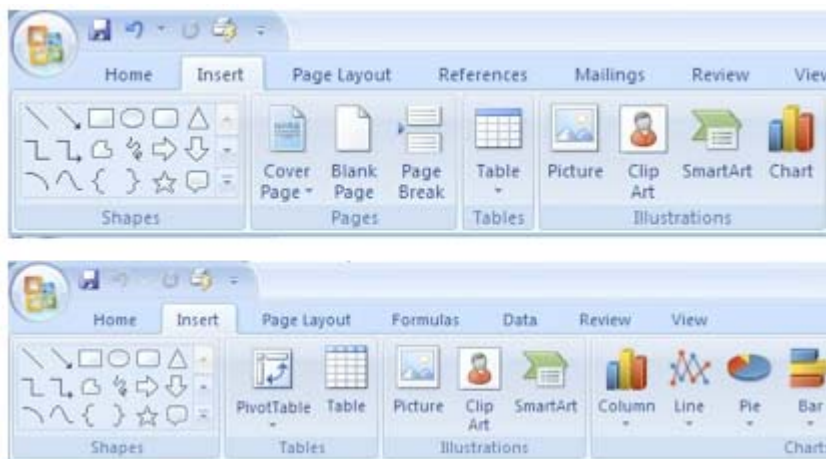 Home Insert Page Layout References Mailings Review View
Cover Page Blank Page Page Break Table Picture Clip Art SmartArt Chart
Shapes Pages Tables Illustrations
Home Insert Page Layout Formulas Data Review View
PivotTable Table Picture Clip Art SmartArt Column Line Pie Bar
Shapes Tables Illustrations Charts